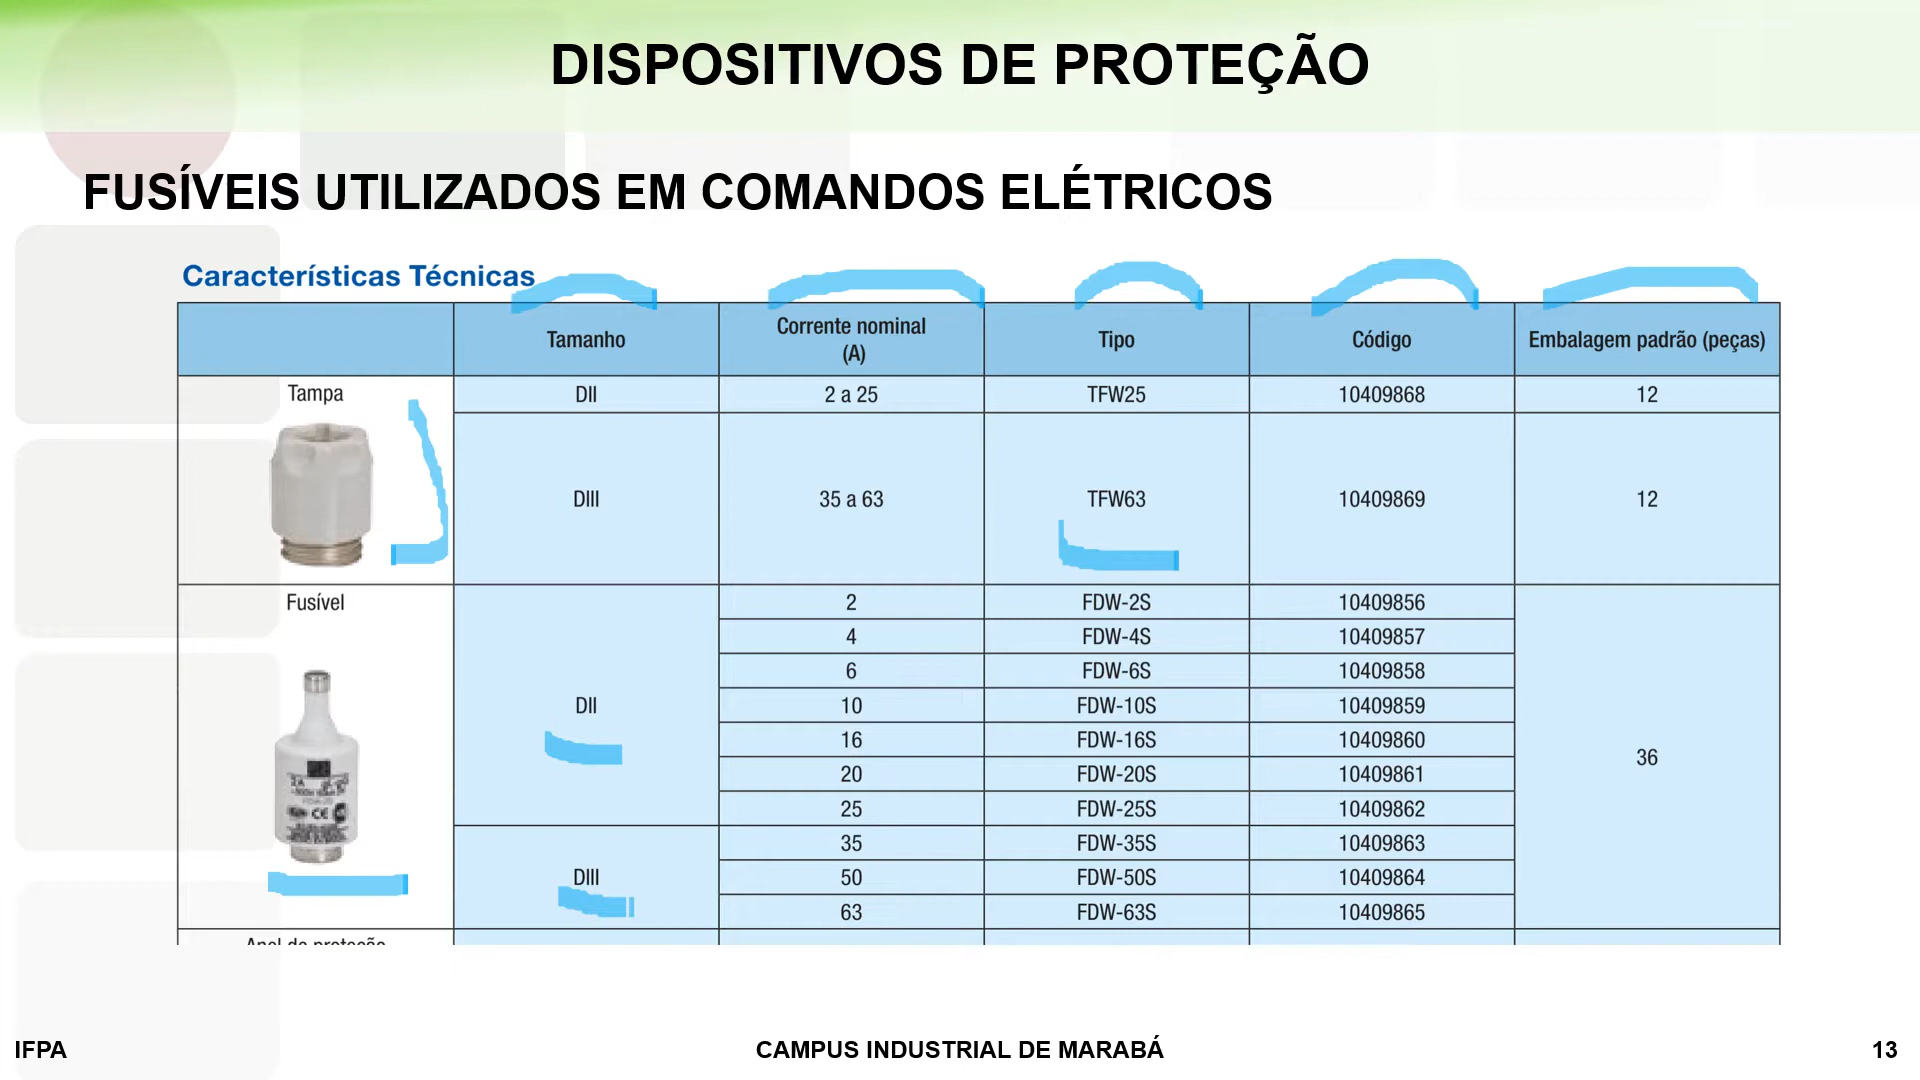 DISPOSITIVOS DE PROTEÇÃO
FUSÍVEIS UTILIZADOS EM COMANDOS ELÉTRICOS
Características Técnicas
Tamanho Corrente nominal (A) Tipo Código Embalagem padrão (peças)
Tampa DII 2 a 25 TFW25 10409868 12
DIII 35 a 63 TFW63 10409869 12
Fusível DII 2 FDW-2S 10409856 36
4 FDW-4S 10409857
6 FDW-6S 10409858
10 FDW-10S 10409859
16 FDW-16S 10409860
20 FDW-20S 10409861
25 FDW-25S 10409862
DIII 35 FDW-35S 10409863
50 FDW-50S 10409864
63 FDW-63S 10409865
Anel de proteção
IFPA CAMPUS INDUSTRIAL DE MARABÁ 13